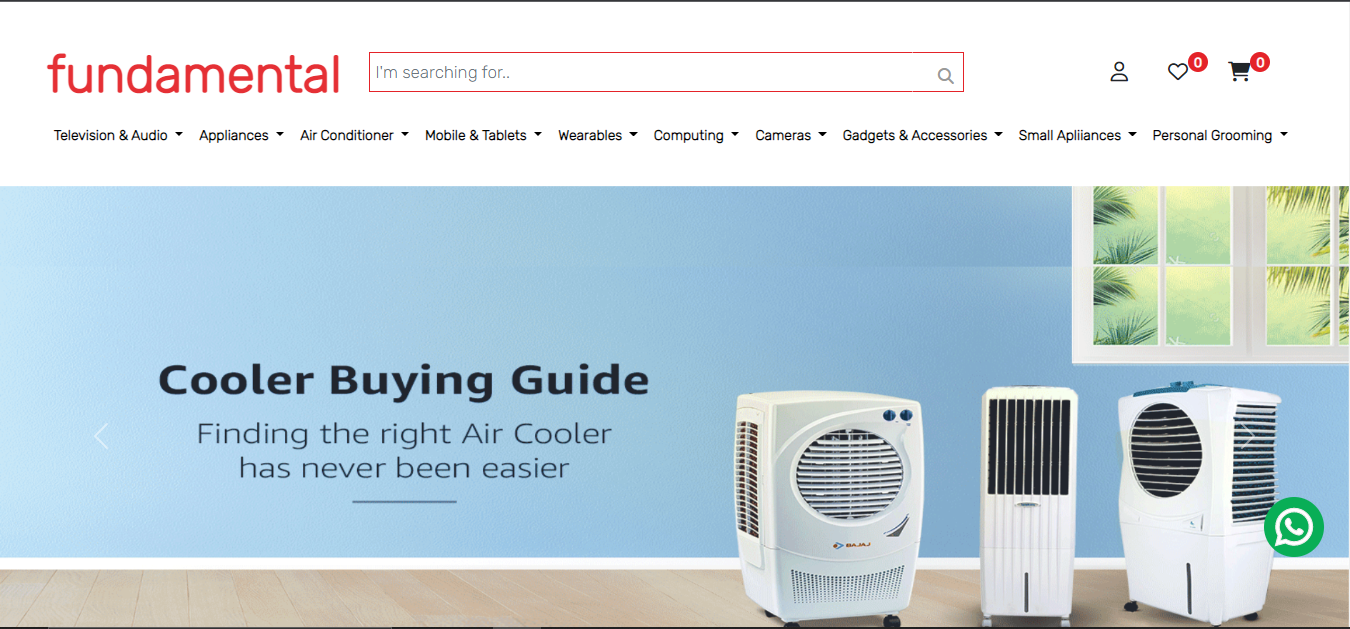 fundamental
I'm searching for..
0
0
Television & Audio Appliances Air Conditioner Mobile & Tablets Wearables Computing Cameras Gadgets & Accessories Small Apliiances Personal Grooming
Cooler Buying Guide
Finding the right Air Cooler
has never been easier
BAJAJ